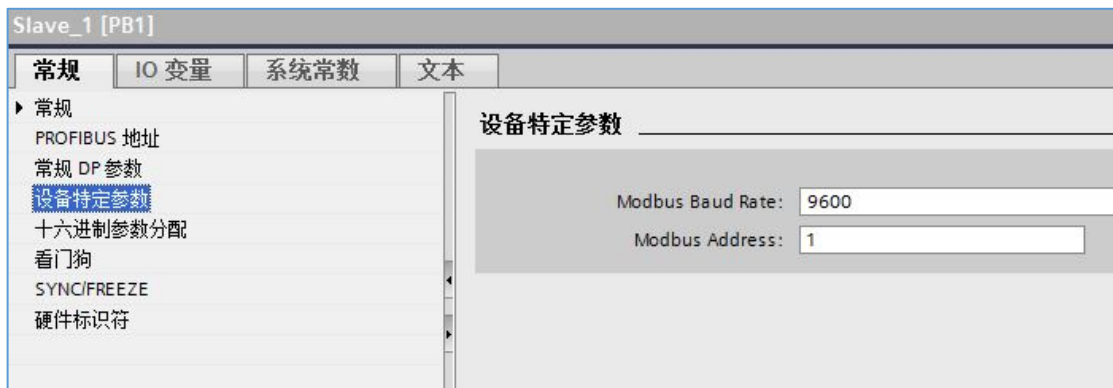 Slave_1 [PB1]
常规 IO 变量 系统常数 文本
常规
PROFIBUS 地址
常规 DP 参数
设备特定参数
十六进制参数分配
看门狗
SYNC/FREEZE
硬件标识符
设备特定参数
Modbus Baud Rate: 9600
Modbus Address: 1